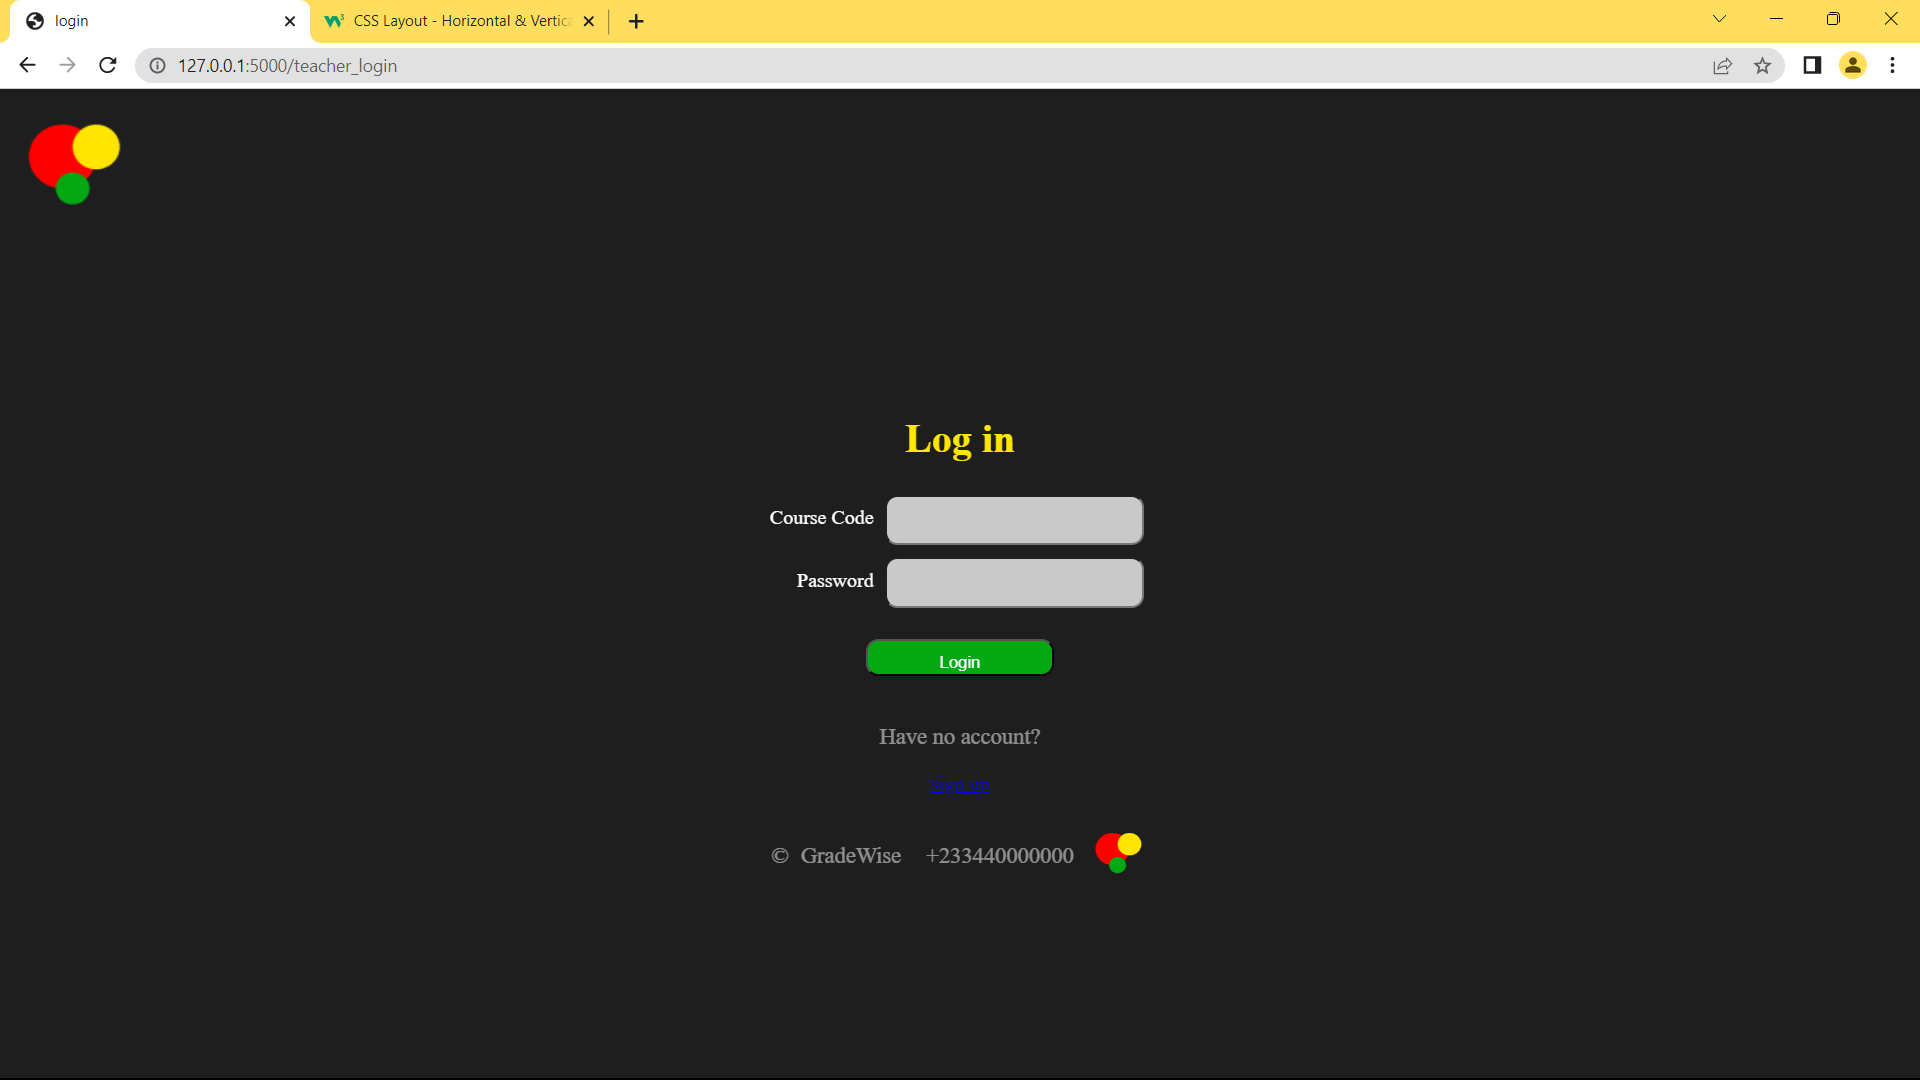 login
CSS Layout - Horizontal & Vertic
127.0.0.1:5000/teacher_login
Log in
Course Code
Password
Login
Have no account?
sign up
© GradeWise +233440000000